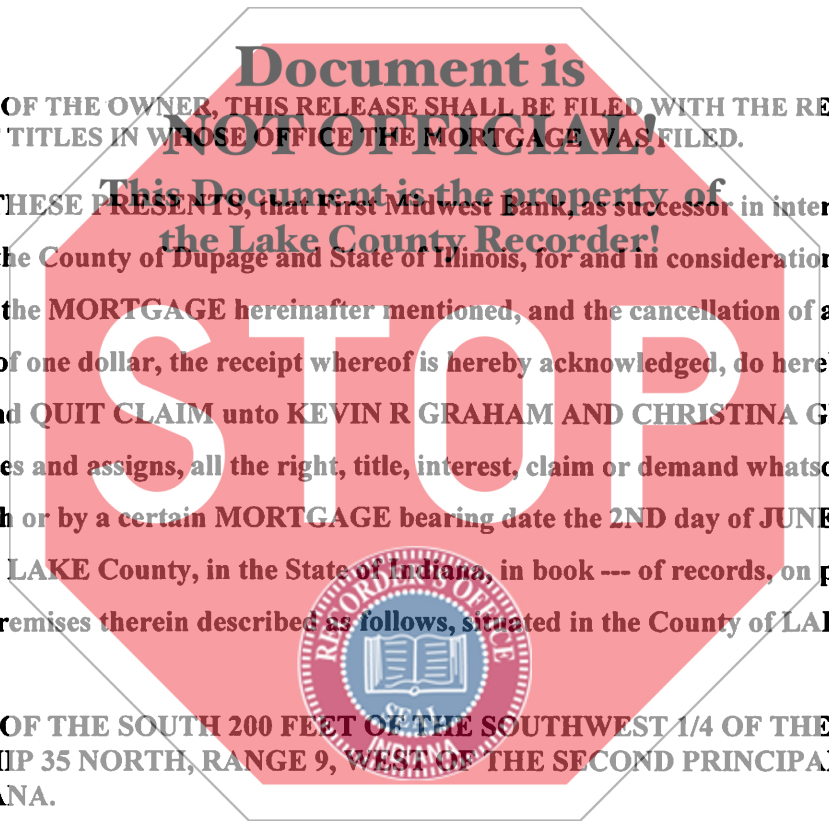 Document is
OF THE OWNER, THIS RELEASE SHALL BE FILED WITH THE RE
NOT OFFICIAL!
TITLES IN WHOSE OFFICE THE MORTGAGE WAS FILED.
This Document is the property of
THESE PRESENTS, that First Midwest Bank, as successor in inter
the Lake County Recorder!
he County of Dupage and State of Illinois, for and in consideration
the MORTGAGE hereinafter mentioned, and the cancellation of a
of one dollar, the receipt whereof is hereby acknowledged, do here
d QUIT CLAIM unto KEVIN R GRAHAM AND CHRISTINA G
STOP
es and assigns, all the right, title, interest, claim or demand whatso
h or by a certain MORTGAGE bearing date the 2ND day of JUNE
LAKE County, in the State of Indiana, in book --- of records, on p
remises therein described as follows, situated in the County of LA
RECORDER'S OFFICE
SEAL
INDIANA
OF THE SOUTH 200 FEET OF THE SOUTHWEST 1/4 OF THE
IP 35 NORTH, RANGE 9, WEST OF THE SECOND PRINCIPA
ANA.